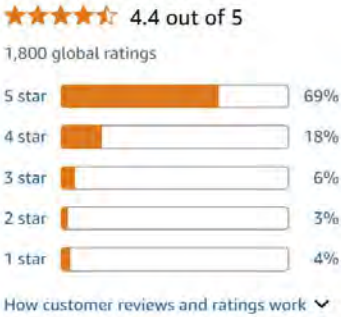 4.4 out of 5
1,800 global ratings
5 star 69%
4 star 18%
3 star 6%
2 star 3%
1 star 4%
How customer reviews and ratings work